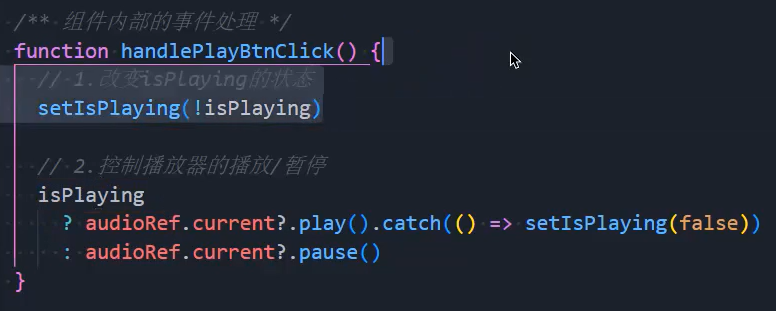 /** 组件内部的事件处理 */
function handlePlayBtnClick() {
// 1.改变isPlaying的状态
setIsPlaying(!isPlaying)
// 2.控制播放器的播放/暂停
isPlaying
? audioRef.current?.play().catch(() => setIsPlaying(false))
: audioRef.current?.pause()
}